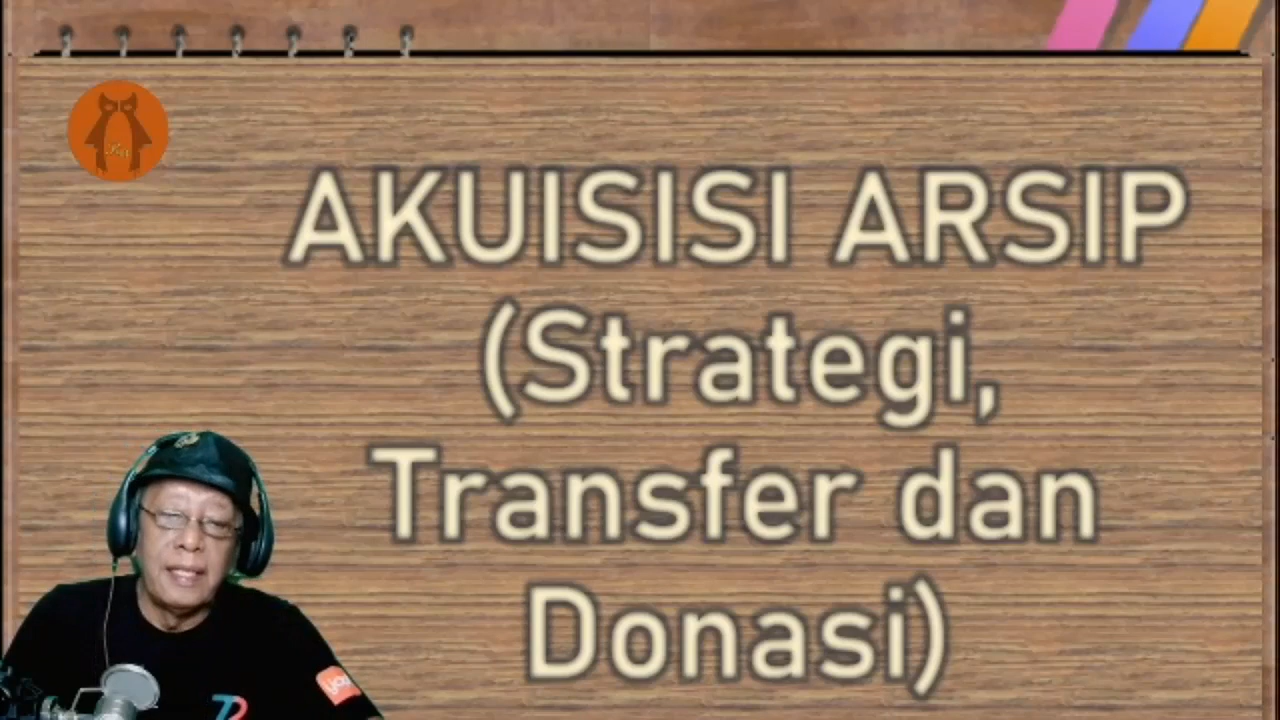 AKUISISI ARSIP
(Strategi,
Transfer dan
Donasi)